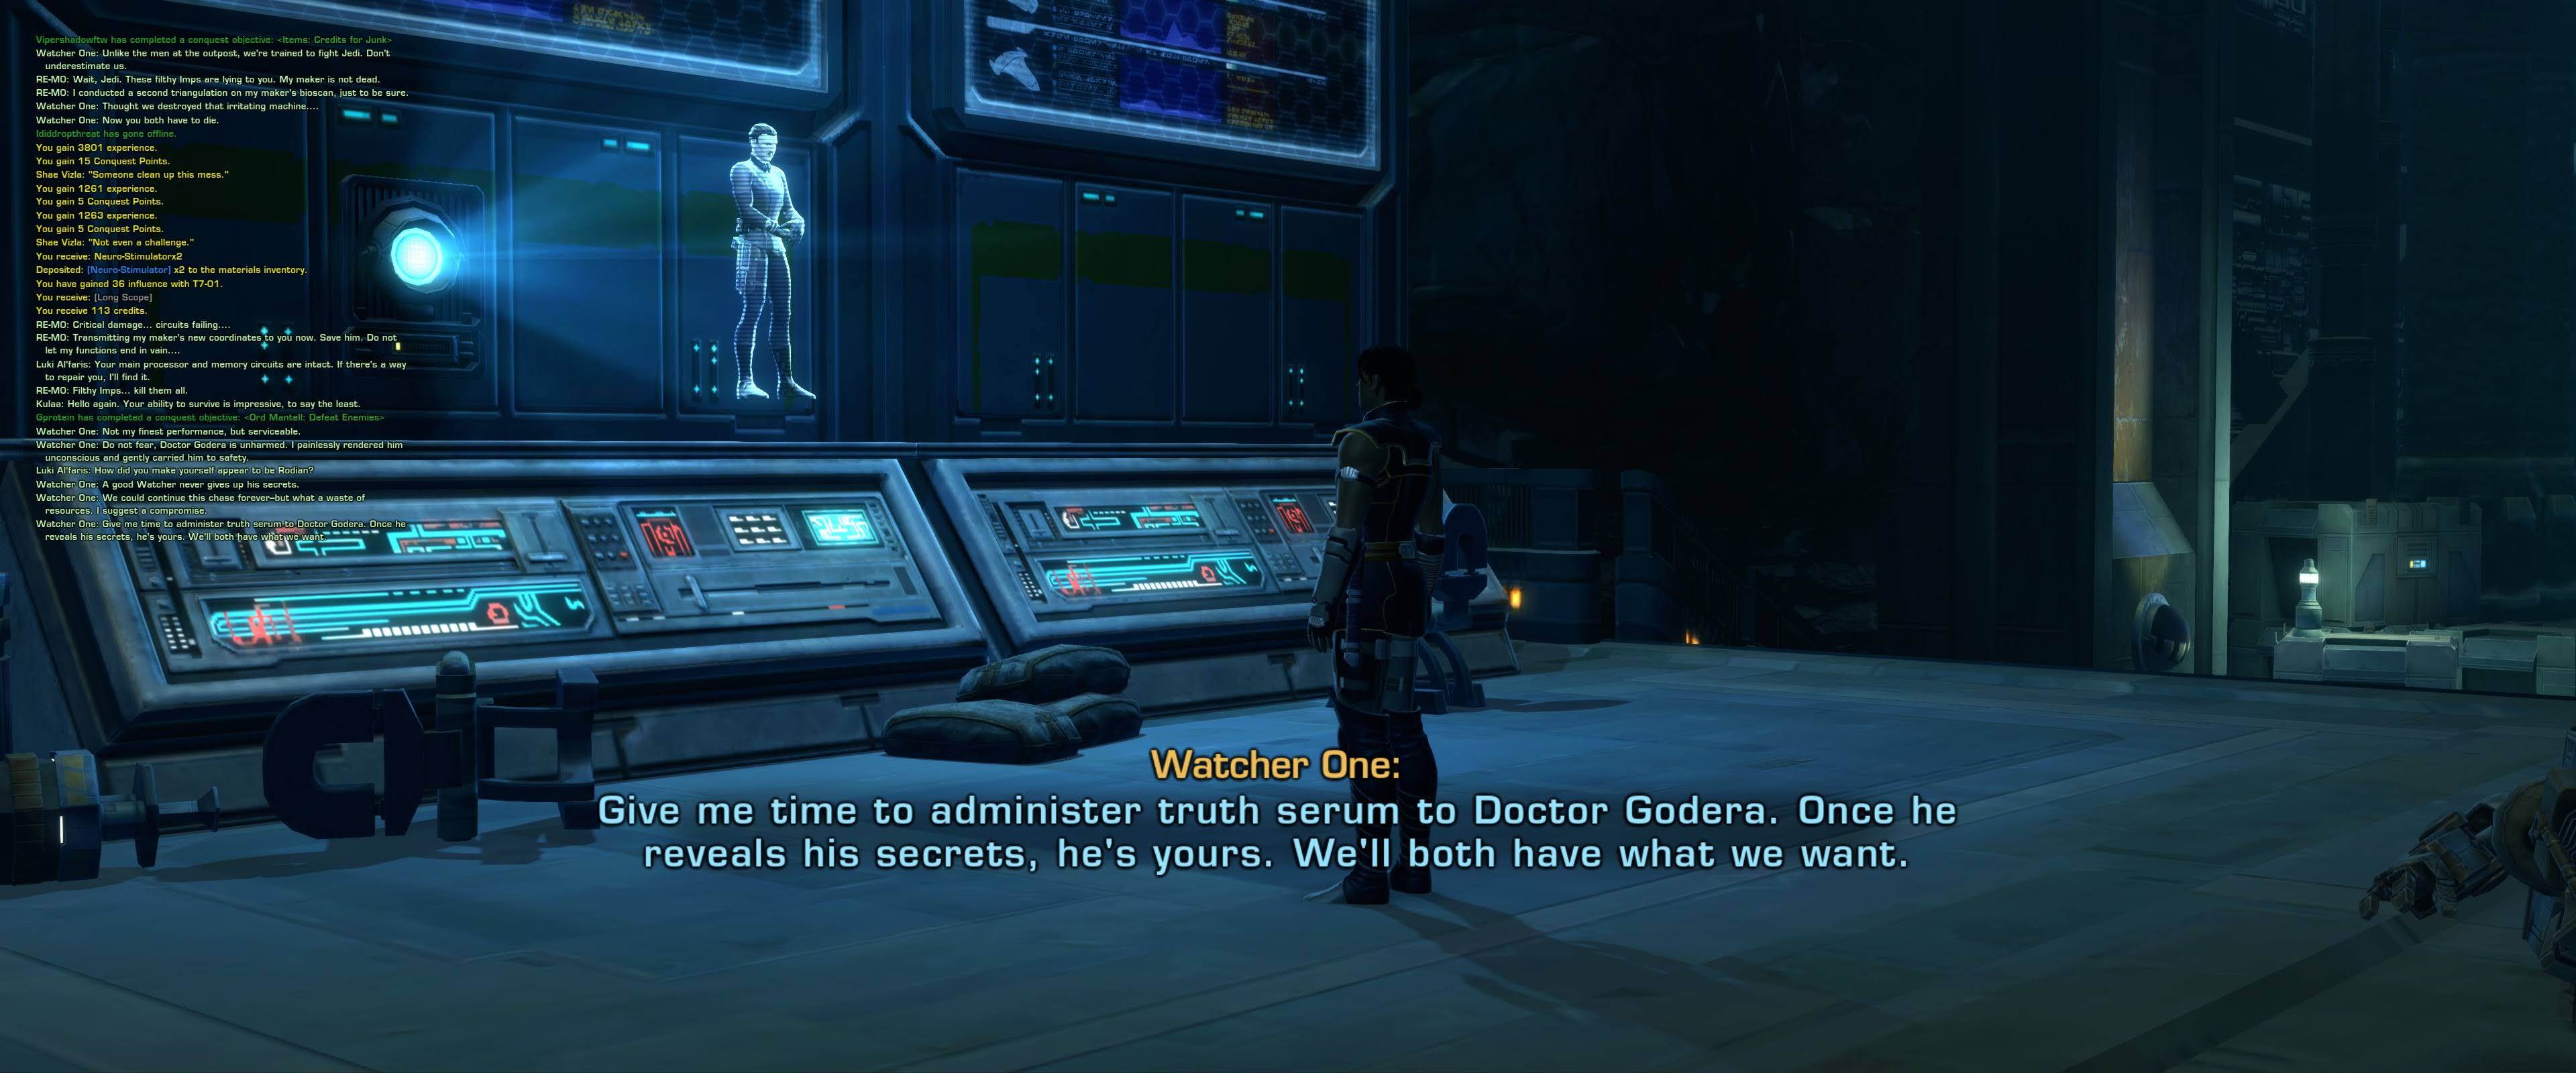 Vipershadowftw has completed a conquest objective: <Items: Credits for Junk>
Watcher One: Unlike the men at the outpost, we're trained to fight Jedi. Don't
underestimate us.
RE-MO: Wait, Jedi. These filthy Imps are lying to you. My maker is not dead.
RE-MO: I conducted a second triangulation on my maker's bioscan, just to be sure.
Watcher One: Thought we destroyed that irritating machine....
Watcher One: Now you both have to die.
Ididdropthreat has gone offline.
You gain 3801 experience.
You gain 15 Conquest Points.
Shae Vizla: "Someone clean up this mess."
You gain 1261 experience.
You gain 5 Conquest Points.
You gain 1263 experience.
You gain 5 Conquest Points.
Shae Vizla: "Not even a challenge."
You receive: Neuro-Stimulatorx2
Deposited: [Neuro-Stimulator] x2 to the materials inventory.
You have gained 36 influence with T7-01.
You receive: [Long Scope]
You receive 113 credits.
RE-MO: Critical damage... circuits failing....
RE-MO: Transmitting my maker's new coordinates to you now. Save him. Do not
let my functions end in vain....
Luki Al'faris: Your main processor and memory circuits are intact. If there's a way
to repair you, I'll find it.
RE-MO: Filthy Imps... kill them all.
Kulaa: Hello again. Your ability to survive is impressive, to say the least.
Gprotein has completed a conquest objective: <Ord Mantell: Defeat Enemies>
Watcher One: Not my finest performance, but serviceable.
Watcher One: Do not fear, Doctor Godera is unharmed. I painlessly rendered him
unconscious and gently carried him to safety.
Luki Al'faris: How did you make yourself appear to be Rodian?
Watcher One: A good Watcher never gives up his secrets.
Watcher One: We could continue this chase forever—but what a waste of
resources. I suggest a compromise.
Watcher One: Give me time to administer truth serum to Doctor Godera. Once he
reveals his secrets, he's yours. We'll both have what we want.
Watcher One:
Give me time to administer truth serum to Doctor Godera. Once he
reveals his secrets, he's yours. We'll both have what we want.